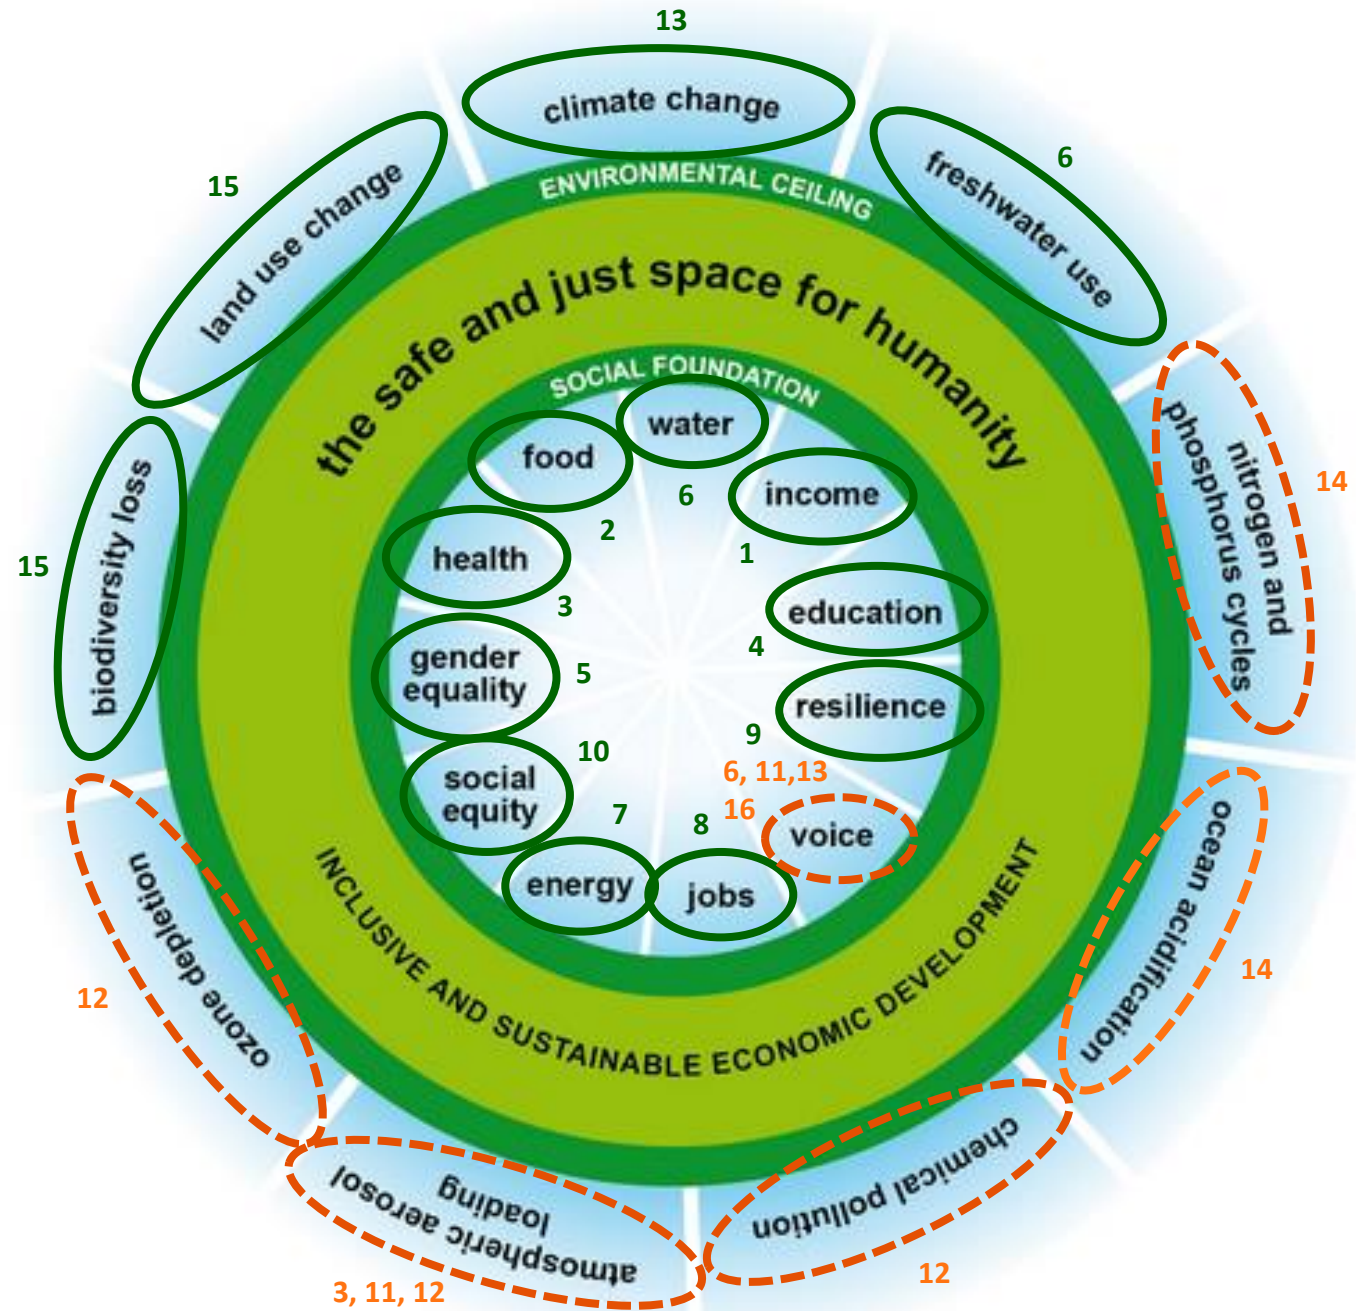 13
climate change
6
freshwater use
15
land use change
ENVIRONMENTAL CEILING
the safe and just space for humanity
SOCIAL FOUNDATION
water
6
food
2
income
1
health
3
education
4
gender
equality
5
resilience
9
social
equity
10
6, 11,13
16
voice
energy
7
jobs
8
INCLUSIVE AND SUSTAINABLE ECONOMIC DEVELOPMENT
15
biodiversity loss
nitrogen and
phosphorus cycles
14
ocean acidification
14
ozone depletion
12
chemical pollution
12
atmospheric aerosol
loading
3, 11, 12